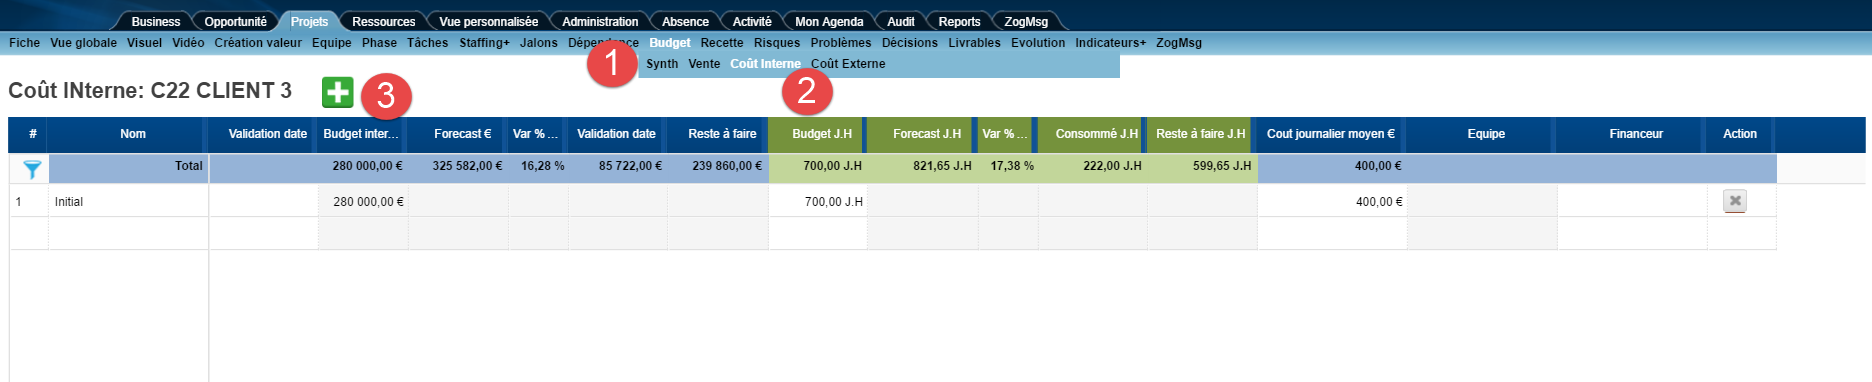 Business Opportunité Projets Ressources Vue personnalisée Administration Absence Activité Mon Agenda Audit Reports ZogMsg
Fiche Vue globale Visuel Vidéo Création valeur Equipe Phase Tâches Staffing+ Jalons Dépendence Budget Recette Risques Problèmes Décisions Livrables Evolution Indicateurs+ ZogMsg
1 Synth Vente Coût Interne Coût Externe
2
Coût INterne: C22 CLIENT 3 3
# Nom Validation date Budget inter... Forecast € Var % ... Validation date Reste à faire Budget J.H Forecast J.H Var % ... Consommé J.H Reste à faire J.H Cout journalier moyen € Equipe Financeur Action
Total 280 000,00 € 325 582,00 € 16,28 % 85 722,00 € 239 860,00 € 700,00 J.H 821,65 J.H 17,38 % 222,00 J.H 599,65 J.H 400,00 €
1 Initial 280 000,00 € 700,00 J.H 400,00 €